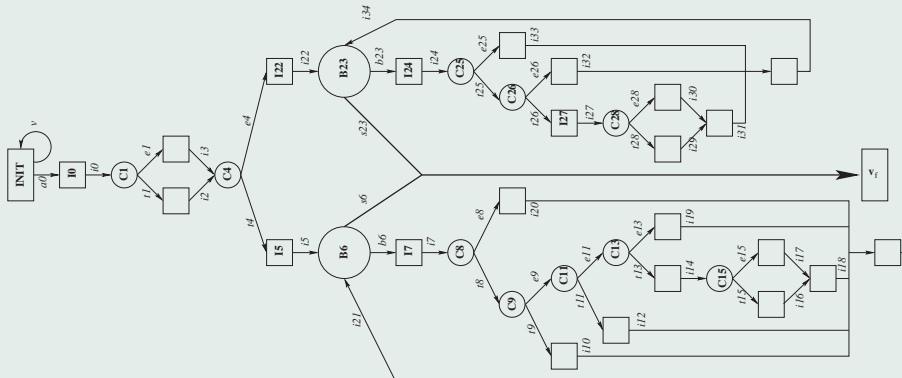 INIT
v
a0
I0
i0
C1
t1
e1
i2
i3
C4
t4
e4
I5
I22
i5
i22
i34
B6
B23
s6
s23
b6
b23
i21
I7
I24
i7
i24
C8
C25
t8
e8
t25
e25
C9
i20
C26
i33
t9
e9
t26
e26
i10
C11
I27
i32
t11
e11
i27
i12
C13
C28
t13
e13
t28
e28
i14
i19
i29
i30
C15
i31
t15
e15
i16
i17
i18
v_f